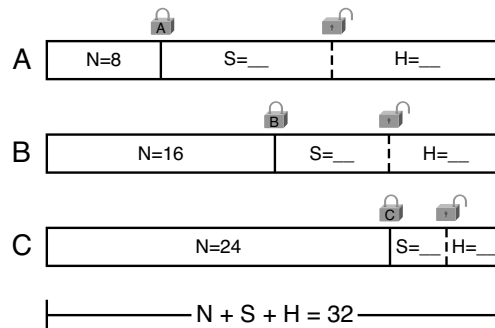 A
A N=8 S=__ H=__
B
B N=16 S=__ H=__
C
C N=24 S=__ H=__
N + S + H = 32